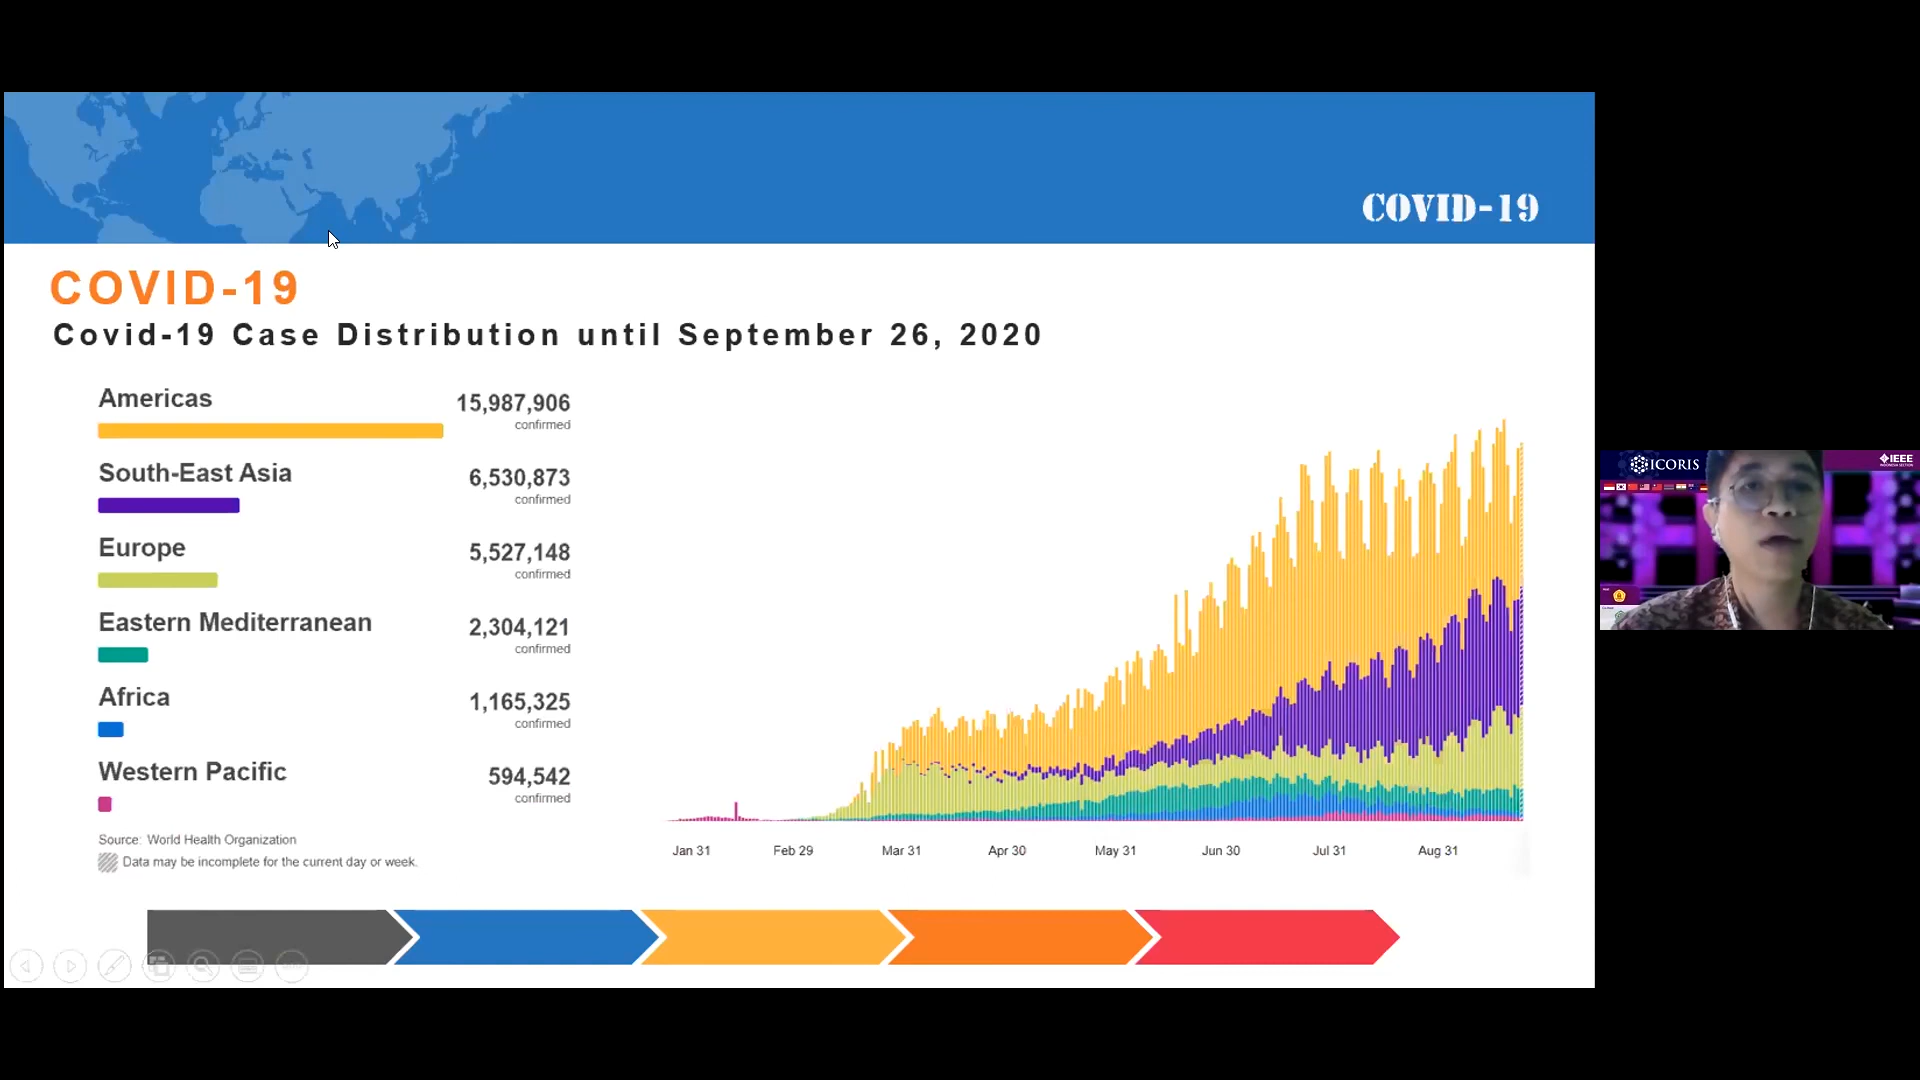 COVID-19
COVID-19
Covid-19 Case Distribution until September 26, 2020
Americas
15,987,906
confirmed
South-East Asia
6,530,873
confirmed
Europe
5,527,148
confirmed
Eastern Mediterranean
2,304,121
confirmed
Africa
1,165,325
confirmed
Western Pacific
594,542
confirmed
Source: World Health Organization
Data may be incomplete for the current day or week.
Jan 31 Feb 29 Mar 31 Apr 30 May 31 Jun 30 Jul 31 Aug 31
ICORIS
IEEE
INDONESIA SECTION